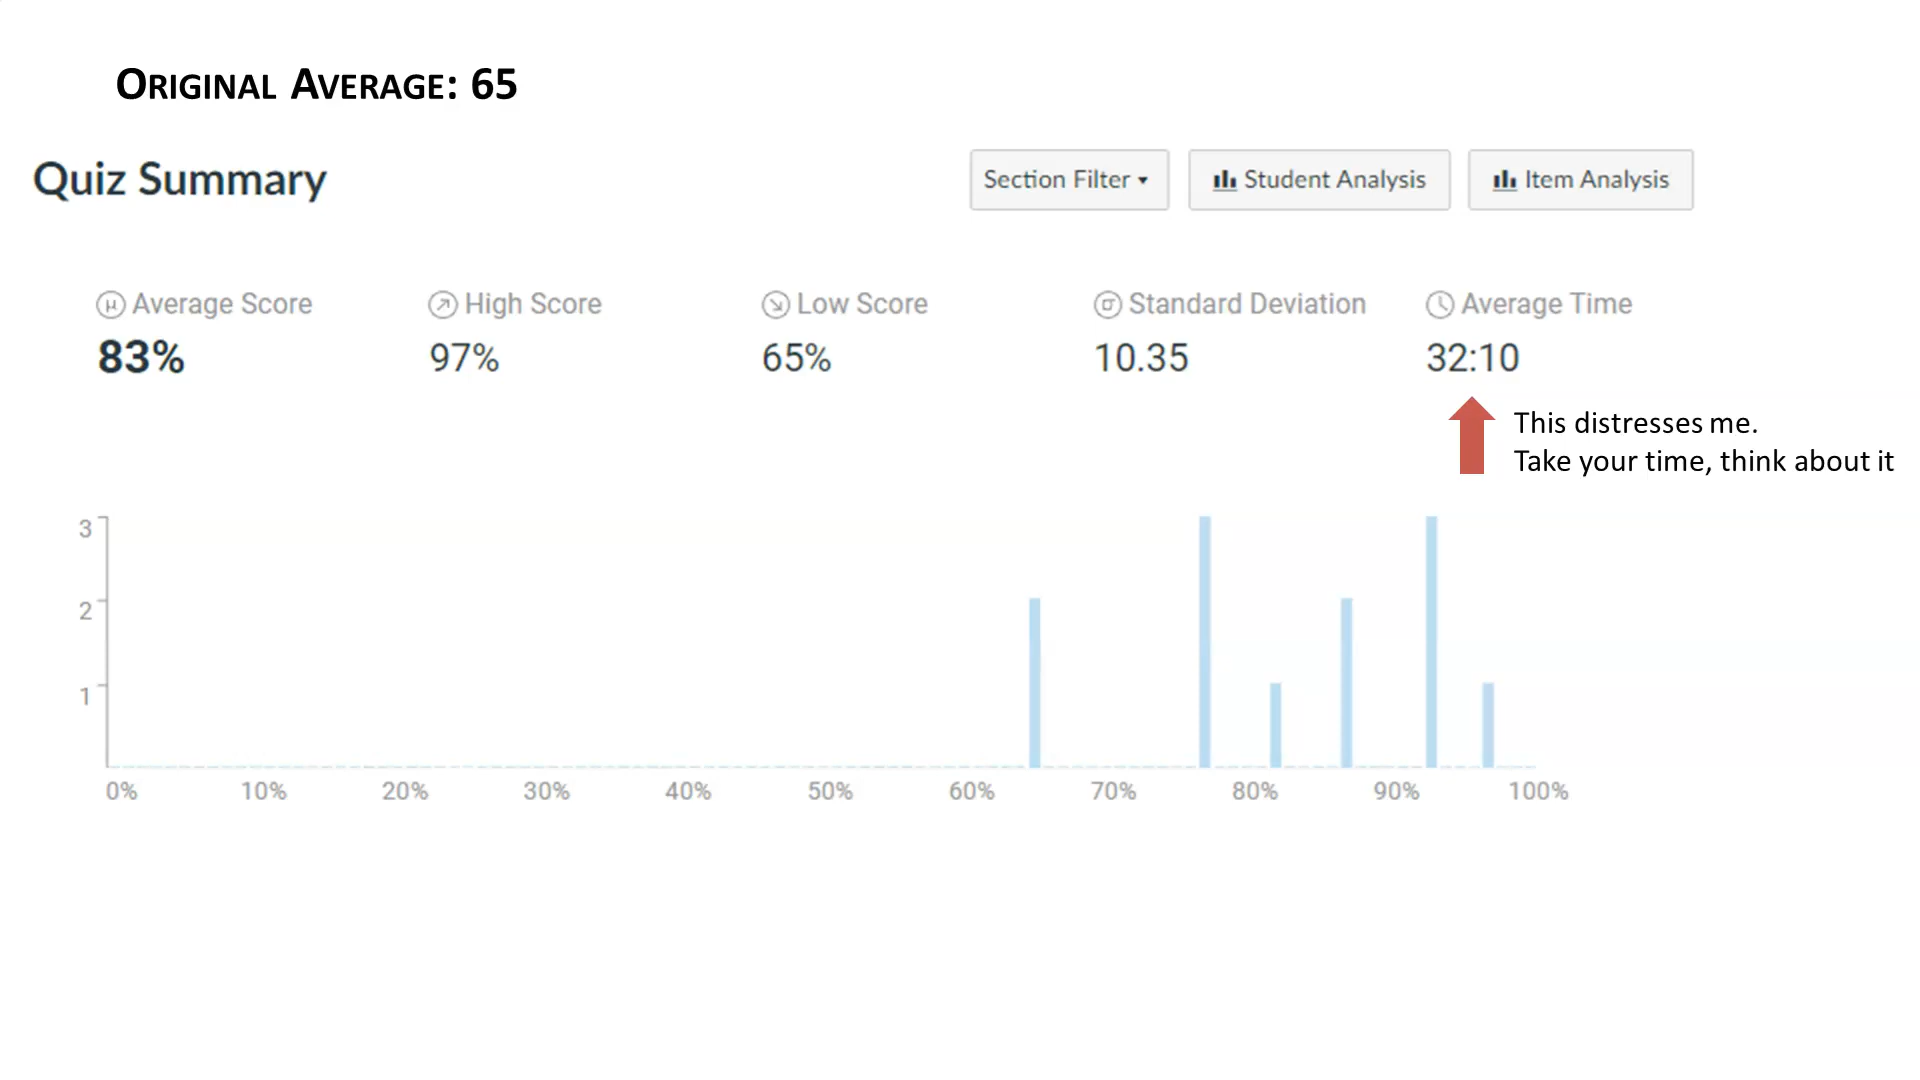 ORIGINAL AVERAGE: 65
Quiz Summary
Section Filter Student Analysis Item Analysis
μ Average Score High Score Low Score σ Standard Deviation Average Time
83% 97% 65% 10.35 32:10
This distresses me.
Take your time, think about it
3
2
1
0% 10% 20% 30% 40% 50% 60% 70% 80% 90% 100%